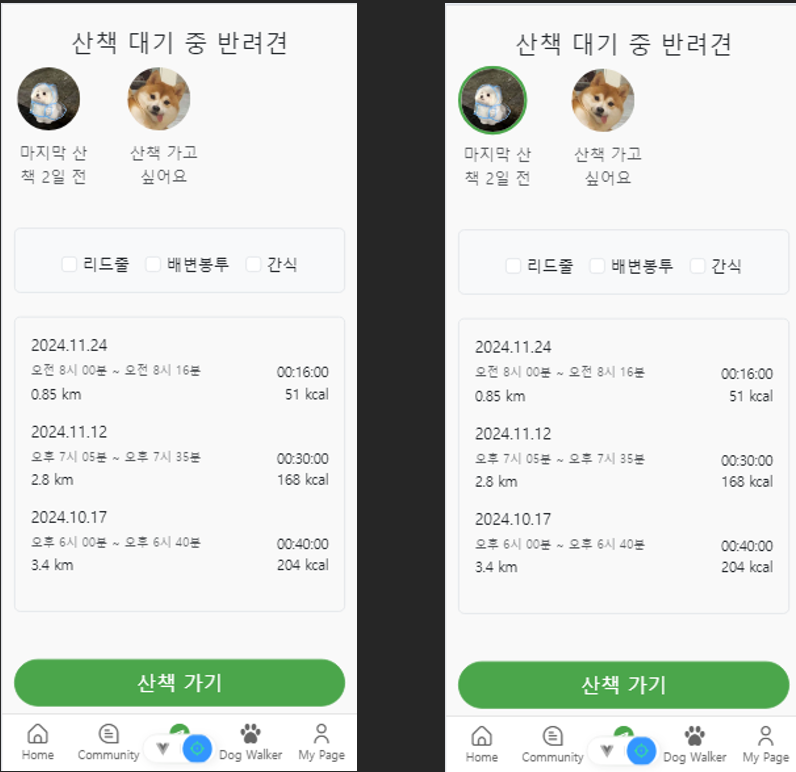 산책 대기 중 반려견
마지막 산
책 2일 전
산책 가고
싶어요
리드줄 배변봉투 간식
2024.11.24
오전 8시 00분 ~ 오전 8시 16분 00:16:00
0.85 km 51 kcal
2024.11.12
오후 7시 05분 ~ 오후 7시 35분 00:30:00
2.8 km 168 kcal
2024.10.17
오후 6시 00분 ~ 오후 6시 40분 00:40:00
3.4 km 204 kcal
산책 가기
Home Community Dog Walker My Page
산책 대기 중 반려견
마지막 산
책 2일 전
산책 가고
싶어요
리드줄 배변봉투 간식
2024.11.24
오전 8시 00분 ~ 오전 8시 16분 00:16:00
0.85 km 51 kcal
2024.11.12
오후 7시 05분 ~ 오후 7시 35분 00:30:00
2.8 km 168 kcal
2024.10.17
오후 6시 00분 ~ 오후 6시 40분 00:40:00
3.4 km 204 kcal
산책 가기
Home Community Dog Walker My Page